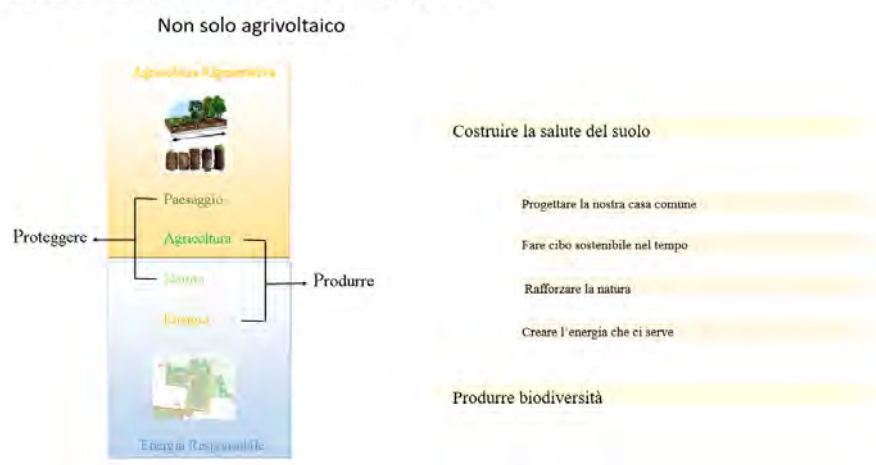 Non solo agrivoltaico
Agricoltura Rigenerativa
Costruire la salute del suolo
Paesaggio
Progettare la nostra casa comune
Proteggere
Agricoltura
Fare cibo sostenibile nel tempo
Natura
Produrre
Rafforzare la natura
Energia
Creare l'energia che ci serve
Produrre biodiversità
Energia Responsabile